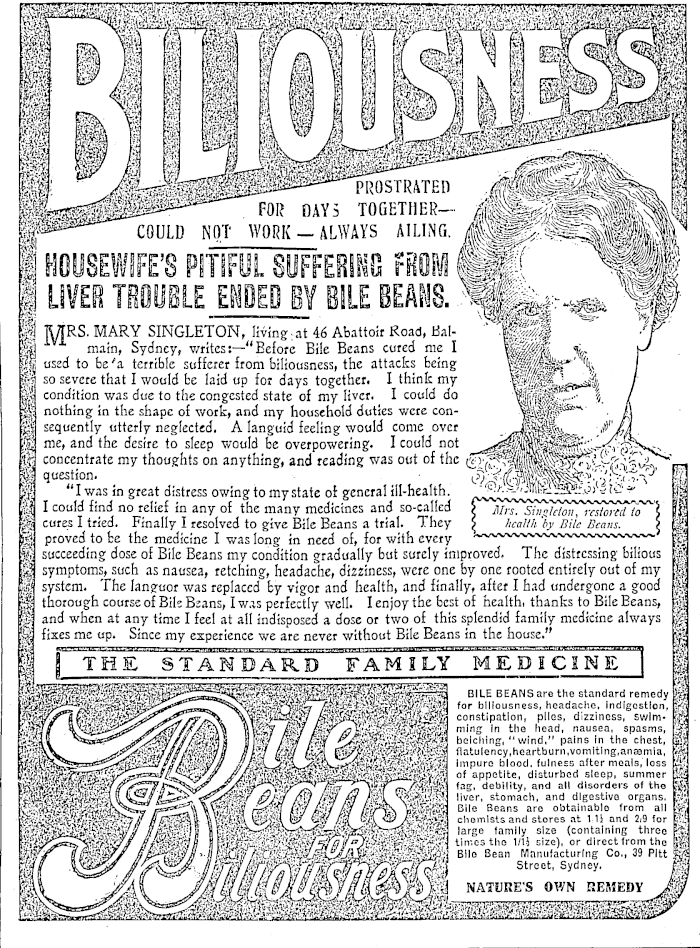 BILIOUSNESS
PROSTRATED
FOR DAYS TOGETHER—
COULD NOT WORK — ALWAYS AILING.
HOUSEWIFE'S PITIFUL SUFFERING FROM
LIVER TROUBLE ENDED BY BILE BEANS.
MRS. MARY SINGLETON, living at 46 Abattoir Road, Bal-
main, Sydney, writes:—"Before Bile Beans cured me I
used to be a terrible sufferer from biliousness, the attacks being
so severe that I would be laid up for days together. I think my
condition was due to the congested state of my liver. I could do
nothing in the shape of work, and my household duties were con-
sequently utterly neglected. A languid feeling would come over
me, and the desire to sleep would be overpowering. I could not
concentrate my thoughts on anything, and reading was out of the
question.
"I was in great distress owing to my state of general ill-health.
I could find no relief in any of the many medicines and so-called
cures I tried. Finally I resolved to give Bile Beans a trial. They
proved to be the medicine I was long in need of, for with every
succeeding dose of Bile Beans my condition gradually but surely improved. The distressing bilious
symptoms, such as nausea, retching, headache, dizziness, were one by one rooted entirely out of my
system. The languor was replaced by vigor and health, and finally, after I had undergone a good
thorough course of Bile Beans, I was perfectly well. I enjoy the best of health, thanks to Bile Beans,
and when at any time I feel at all indisposed a dose or two of this splendid family medicine always
fixes me up. Since my experience we are never without Bile Beans in the house."
Mrs. Singleton, restored to
health by Bile Beans.
THE STANDARD FAMILY MEDICINE
Bile
Beans
FOR
Biliousness
BILE BEANS are the standard remedy
for biliousness, headache, indigestion,
constipation, piles, dizziness, swim-
ming in the head, nausea, spasms,
belching, "wind," pains in the chest,
flatulency, heartburn, vomiting, anæmia,
impure blood, fulness after meals, loss
of appetite, disturbed sleep, summer
fag, debility, and all disorders of the
liver, stomach, and digestive organs.
Bile Beans are obtainable from all
chemists and stores at 1/1½ and 2/9 for
large family size (containing three
times the 1/1½ size), or direct from the
Bile Bean Manufacturing Co., 39 Pitt
Street, Sydney.
NATURE'S OWN REMEDY